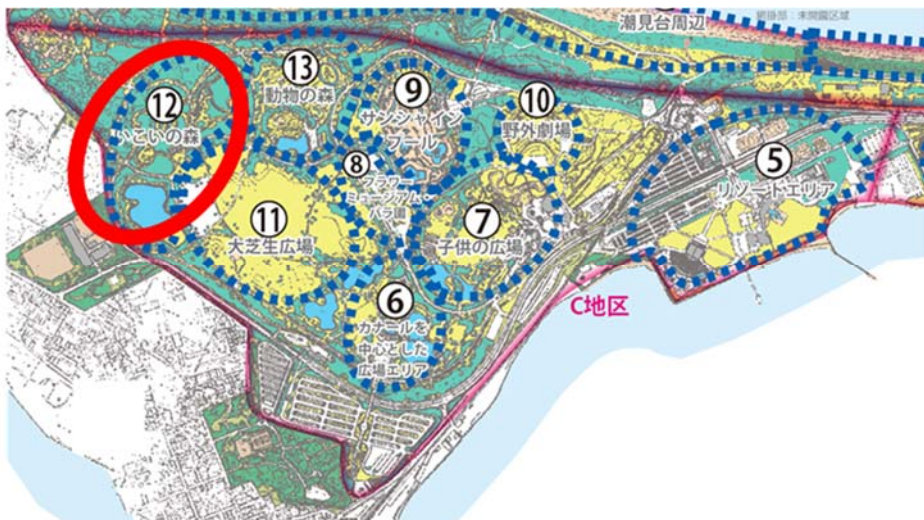 網掛部:未開園区域
潮見台周辺
⑬
動物の森
⑫
いこいの森
⑨
サンシャイン
プール
⑩
野外劇場
⑤
リゾートエリア
⑧
フラワー
ミュージアム・
バラ園
⑪
大芝生広場
⑦
子供の広場
⑥
カナールを
中心とした
広場エリア
C地区